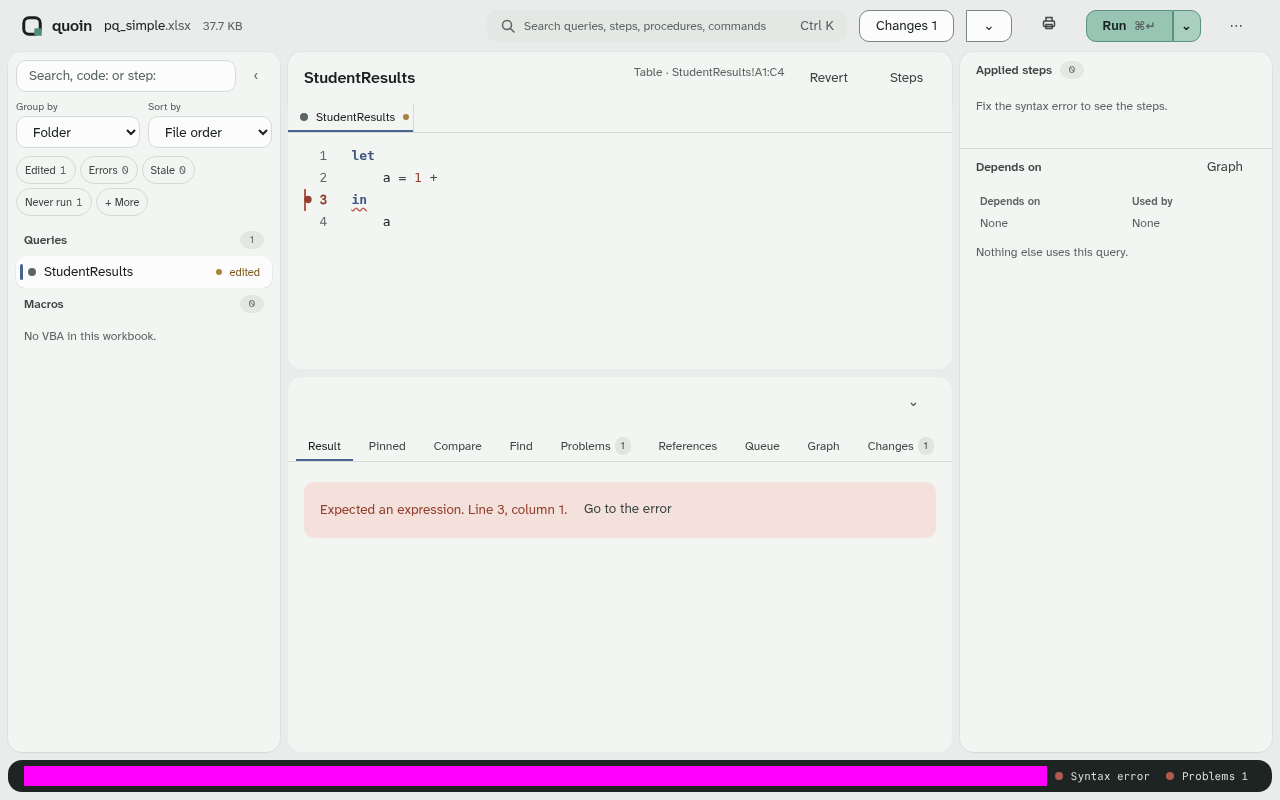 quoin pq_simple.xlsx 37.7 KB Search queries, steps, procedures, commands Ctrl K Changes 1 Run ⌘↵ ···
Search, code: or step: ‹
Group by Sort by
Folder File order
Edited 1 Errors 0 Stale 0
Never run 1 + More
Queries 1
StudentResults edited
Macros 0
No VBA in this workbook.
StudentResults Table · StudentResults!A1:C4 Revert Steps
StudentResults
1 let
2 a = 1 +
3 in
4 a
Result Pinned Compare Find Problems 1 References Queue Graph Changes 1
Expected an expression. Line 3, column 1. Go to the error
Applied steps 0
Fix the syntax error to see the steps.
Depends on Graph
Depends on Used by
None None
Nothing else uses this query.
Syntax error Problems 1